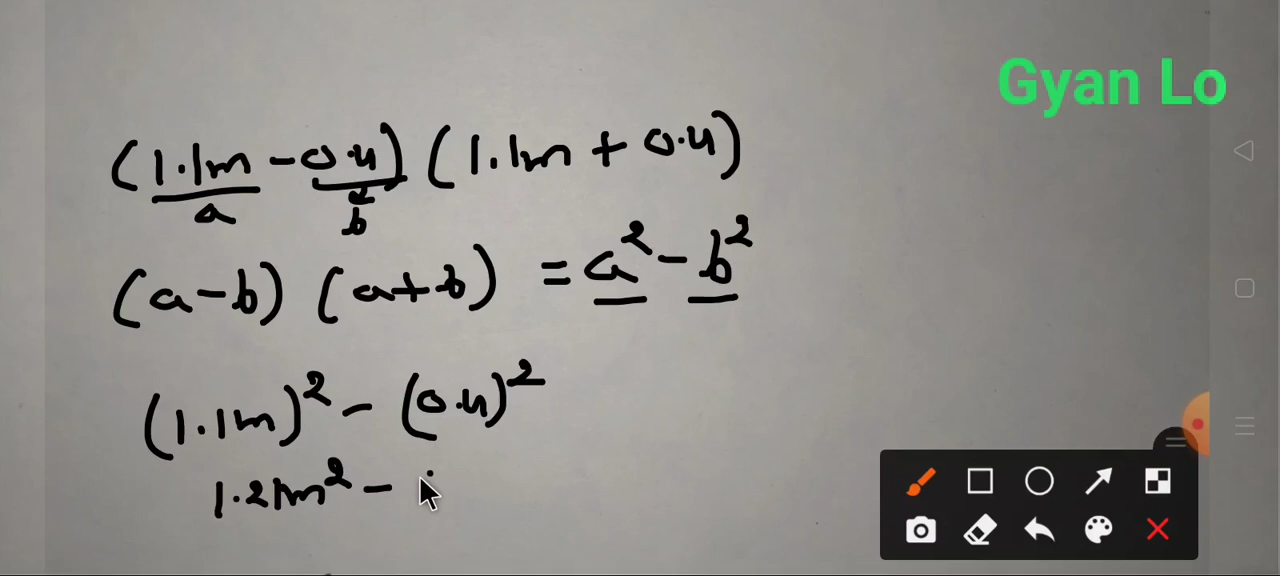 Gyan Lo
(1.1m - 0.4) (1.1m + 0.4)
a b
(a-b) (a+b) = a² - b²
(1.1m)² - (0.4)²
1.21m² -